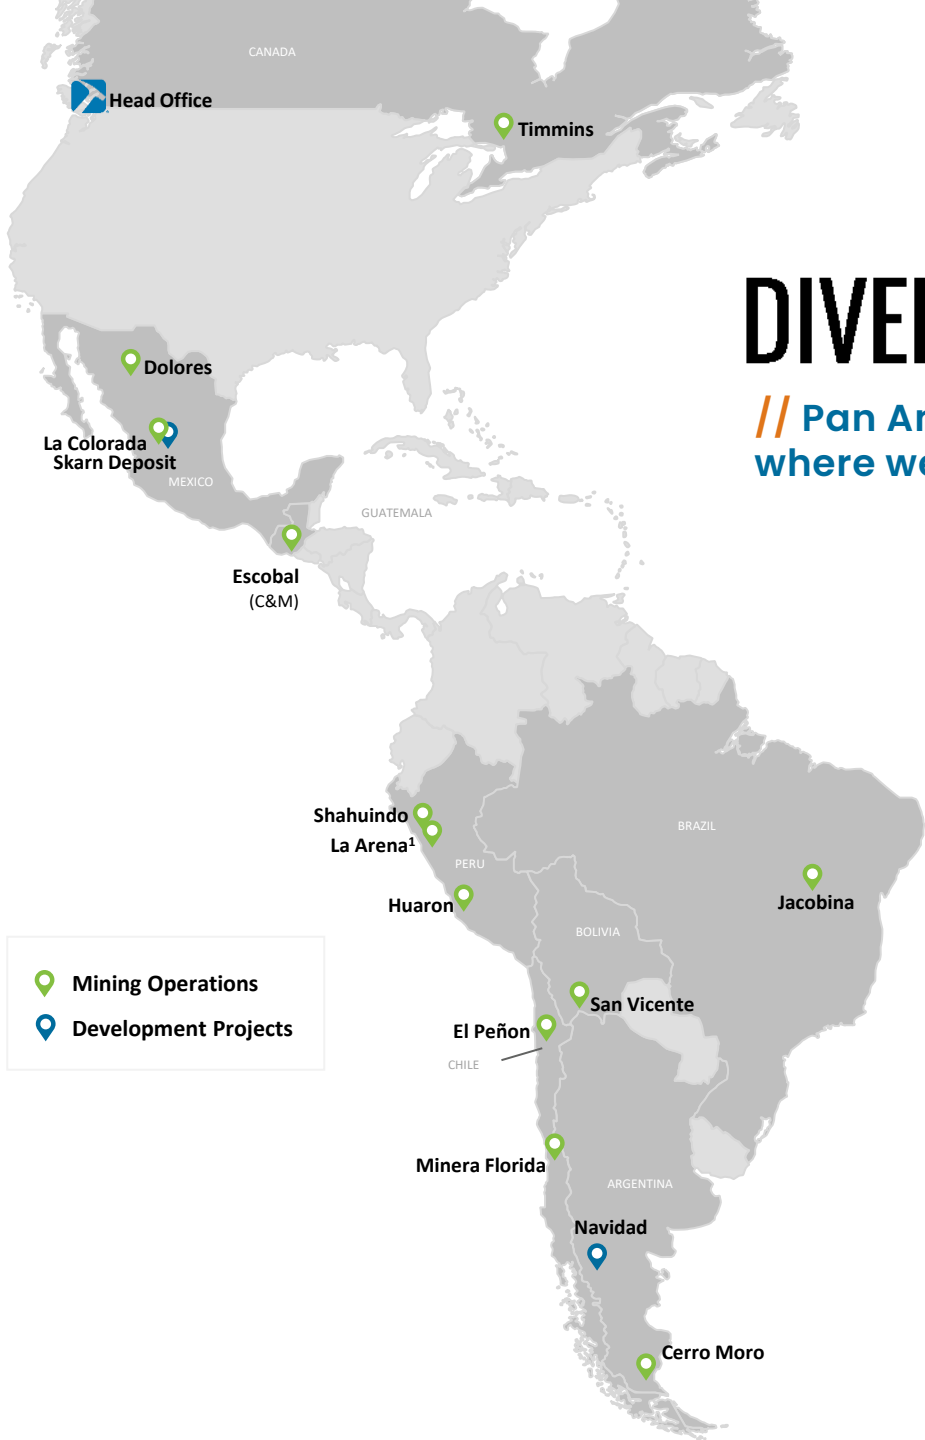 CANADA
Head Office
Timmins
DIVE
// Pan A
where we
Dolores
La Colorada
Skarn Deposit
MEXICO
GUATEMALA
Escobal
(C&M)
Shahuindo
La Arena¹
PERU
BRAZIL
Huaron
Jacobina
BOLIVIA
Mining Operations
Development Projects
San Vicente
El Peñon
CHILE
Minera Florida
ARGENTINA
Navidad
Cerro Moro